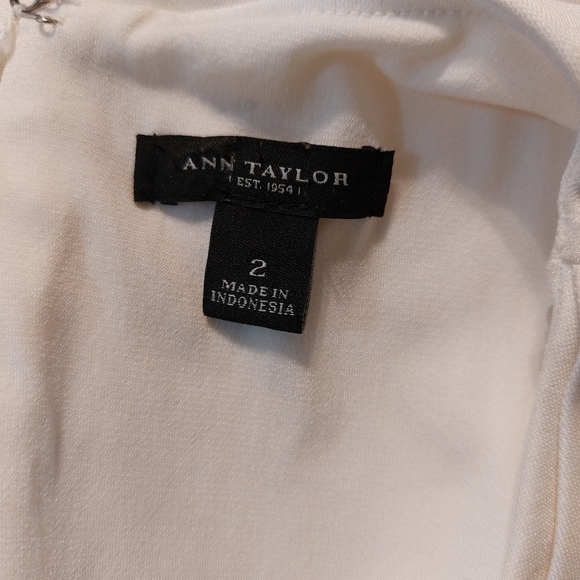 ANN TAYLOR
| EST. 1954 |
2
MADE IN
INDONESIA